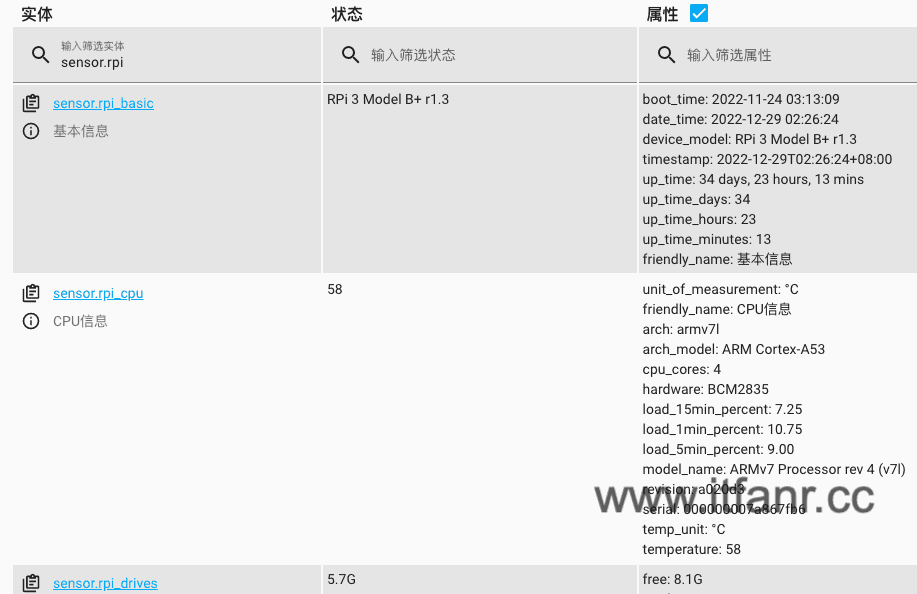 实体 状态 属性
输入筛选实体
sensor.rpi 输入筛选状态 输入筛选属性
sensor.rpi_basic
基本信息
RPi 3 Model B+ r1.3
boot_time: 2022-11-24 03:13:09
date_time: 2022-12-29 02:26:24
device_model: RPi 3 Model B+ r1.3
timestamp: 2022-12-29T02:26:24+08:00
up_time: 34 days, 23 hours, 13 mins
up_time_days: 34
up_time_hours: 23
up_time_minutes: 13
friendly_name: 基本信息
sensor.rpi_cpu
CPU信息
58
unit_of_measurement: °C
friendly_name: CPU信息
arch: armv7l
arch_model: ARM Cortex-A53
cpu_cores: 4
hardware: BCM2835
load_15min_percent: 7.25
load_1min_percent: 10.75
load_5min_percent: 9.00
model_name: ARMv7 Processor rev 4 (v7l)
revision: a020d3
serial: 000000007a867fb6
www.itfanr.cc
temp_unit: °C
temperature: 58
sensor.rpi_drives
5.7G
free: 8.1G